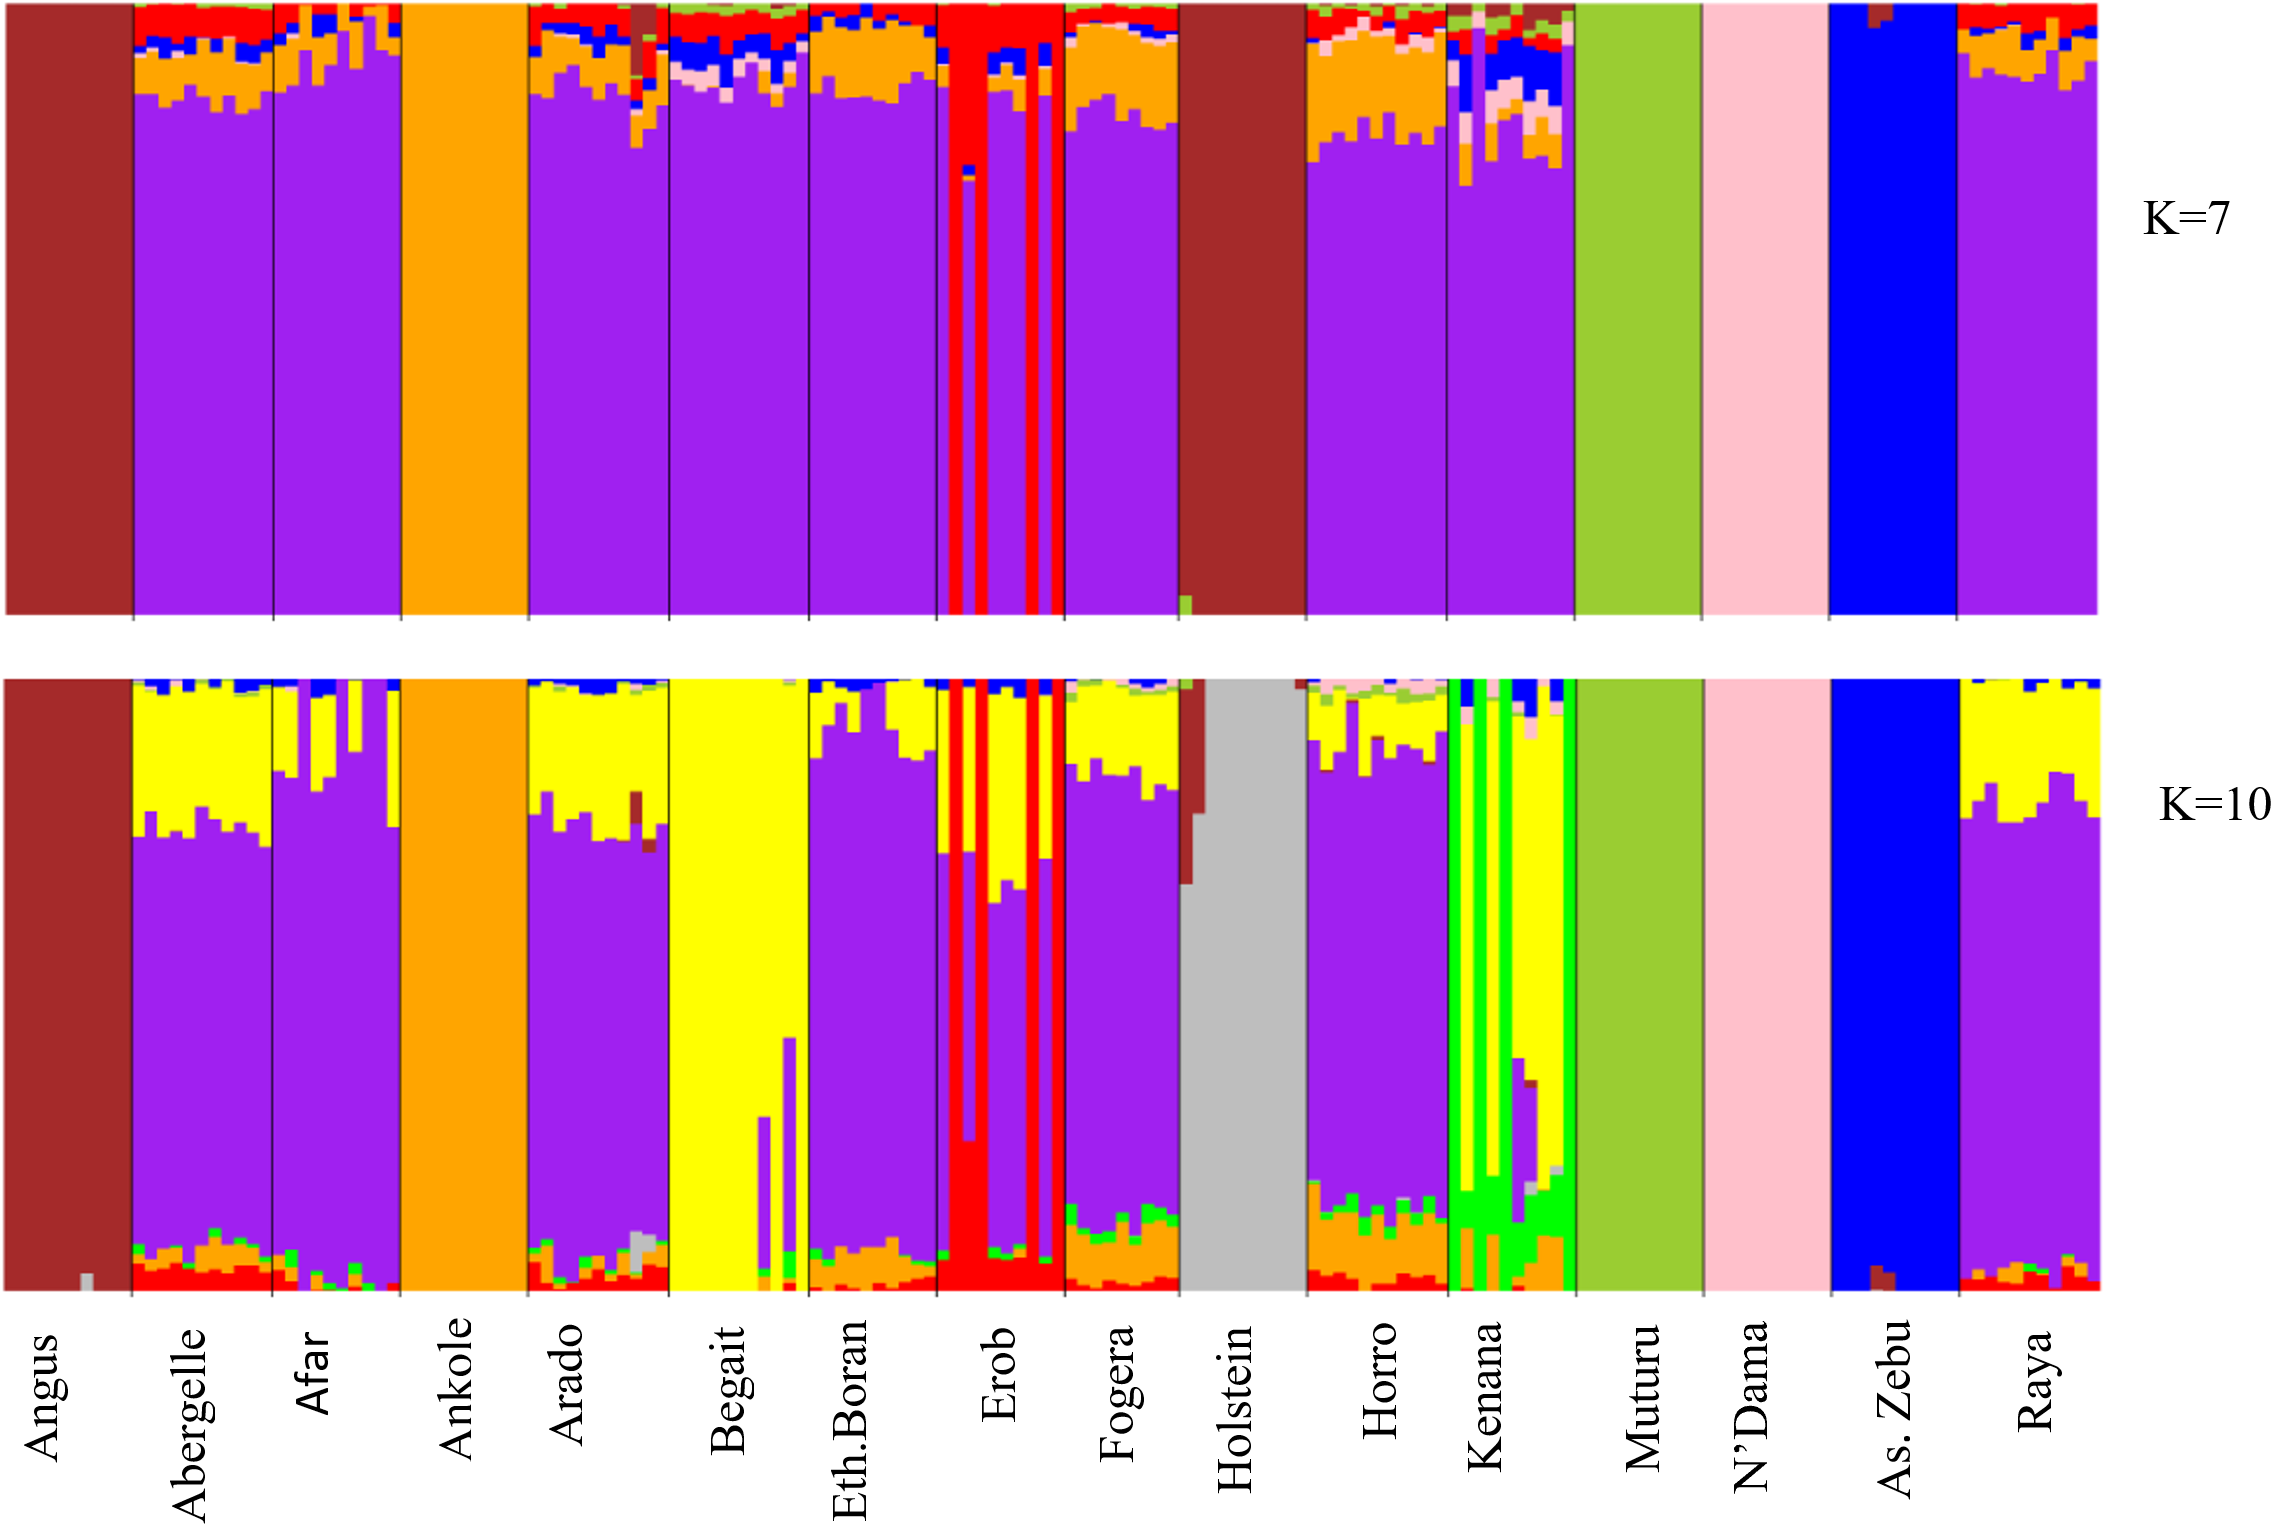 K=7
K=10
Angus
Abergelle
Afar
Ankole
Arado
Begait
Eth.Boran
Erob
Fogera
Holstein
Horro
Kenana
Muturu
N’Dama
As. Zebu
Raya